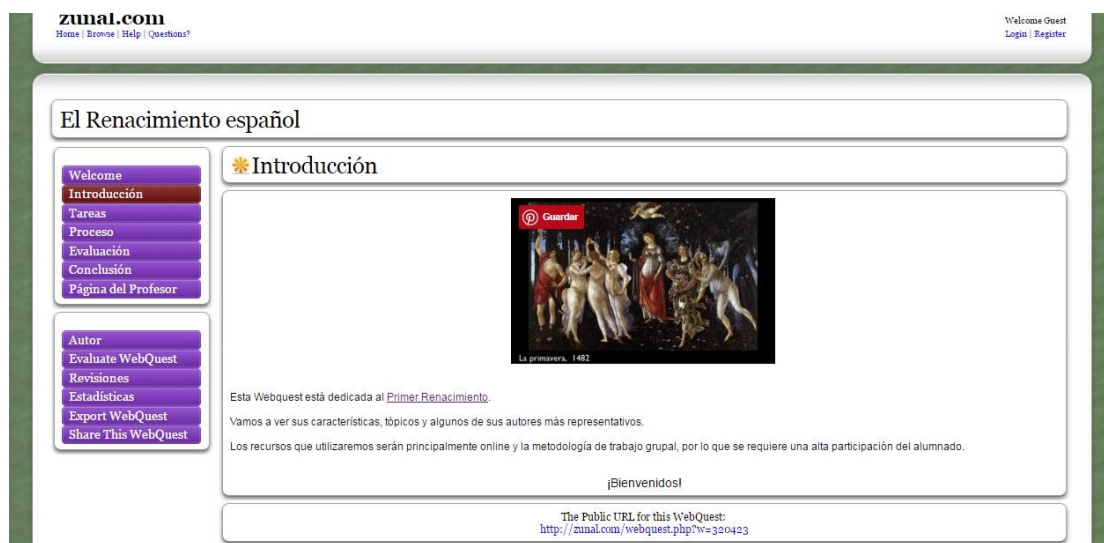 zunal.com
Home | Browse | Help | Questions?
Welcome Guest
Login | Register
El Renacimiento español
Welcome
Introducción
Tareas
Proceso
Evaluación
Conclusión
Página del Profesor
Autor
Evaluate WebQuest
Revisiones
Estadísticas
Export WebQuest
Share This WebQuest
Introducción
Guardar
La primavera, 1482
Esta Webquest está dedicada al Primer Renacimiento.
Vamos a ver sus características, tópicos y algunos de sus autores más representativos.
Los recursos que utilizaremos serán principalmente online y la metodología de trabajo grupal, por lo que se requiere una alta participación del alumnado.
¡Bienvenidos!
The Public URL for this WebQuest:
http://zunal.com/webquest.php?w=320423